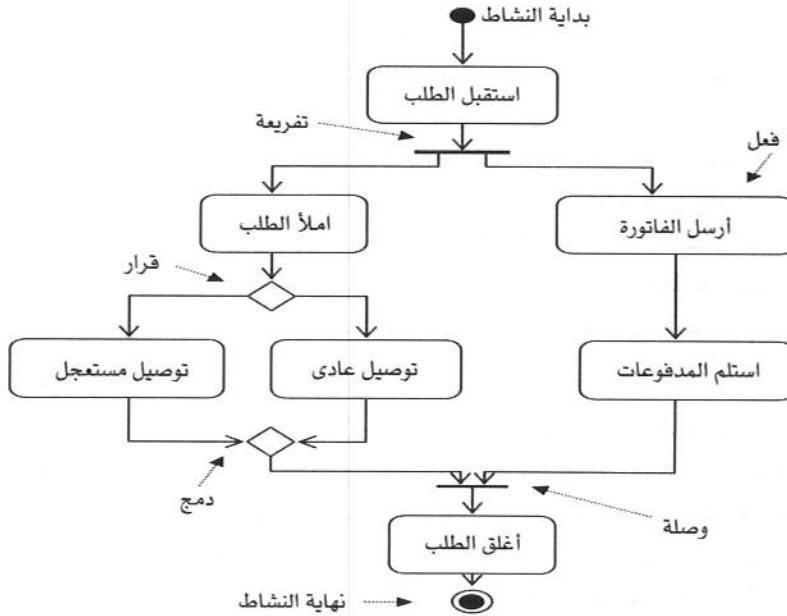 بداية النشاط
استقبل الطلب
تفريعة
فعل
املأ الطلب
أرسل الفاتورة
قرار
توصيل مستعجل
توصيل عادى
استلم المدفوعات
دمج
وصلة
أغلق الطلب
نهاية النشاط